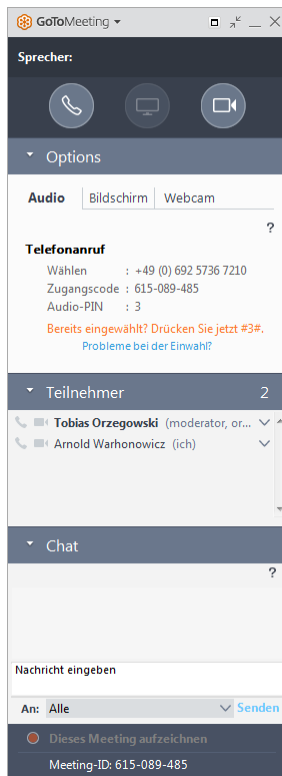 GoToMeeting
Sprecher:
Options
Audio Bildschirm Webcam
?
Telefonanruf
Wählen : +49 (0) 692 5736 7210
Zugangscode : 615-089-485
Audio-PIN : 3
Bereits eingewählt? Drücken Sie jetzt #3#.
Probleme bei der Einwahl?
Teilnehmer 2
Tobias Orzegowski (moderator, or...
Arnold Warhonowicz (ich)
Chat
?
Nachricht eingeben
An: Alle Senden
Dieses Meeting aufzeichnen
Meeting-ID: 615-089-485